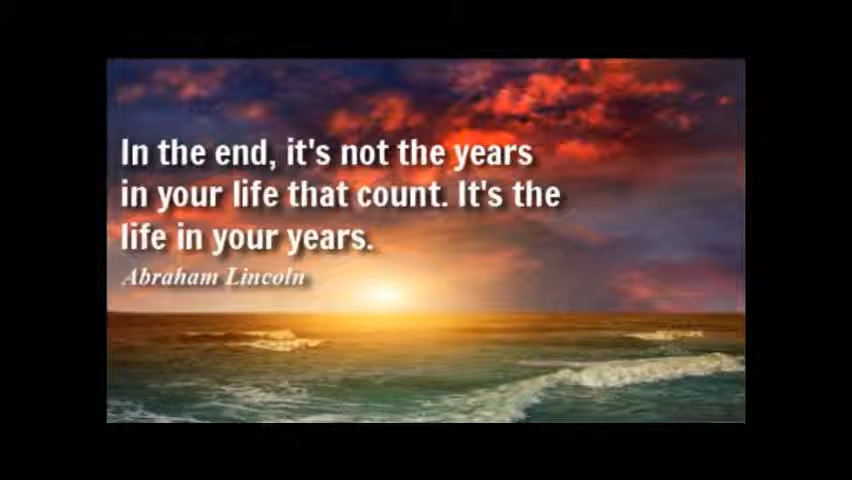 In the end, it's not the years
in your life that count. It's the
life in your years.
Abraham Lincoln